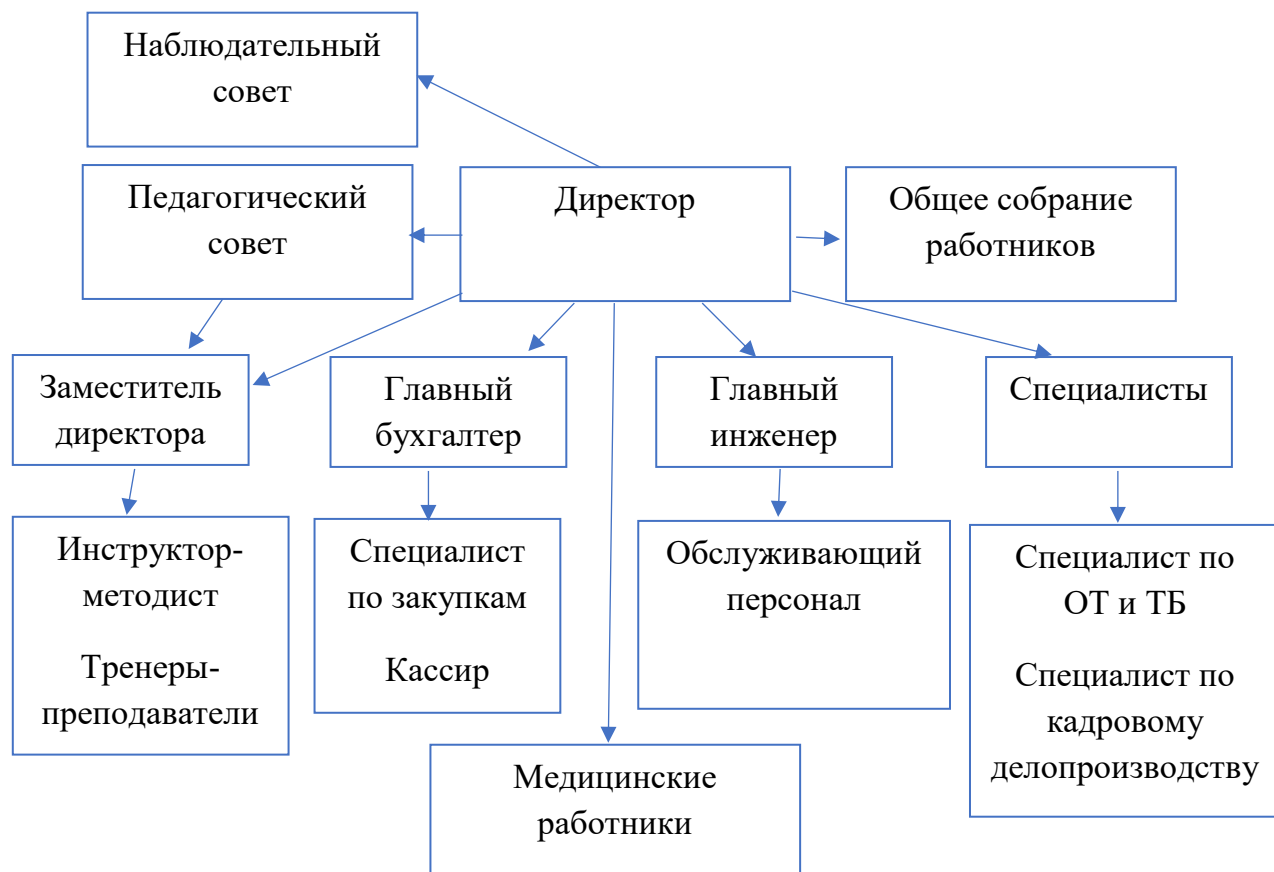 Наблюдательный
совет
Педагогический
совет
Директор
Общее собрание
работников
Заместитель
директора
Главный
бухгалтер
Главный
инженер
Специалисты
Инструктор-
методист
Тренеры-
преподаватели
Специалист
по закупкам
Кассир
Обслуживающий
персонал
Специалист по
ОТ и ТБ
Специалист по
кадровому
делопроизводству
Медицинские
работники